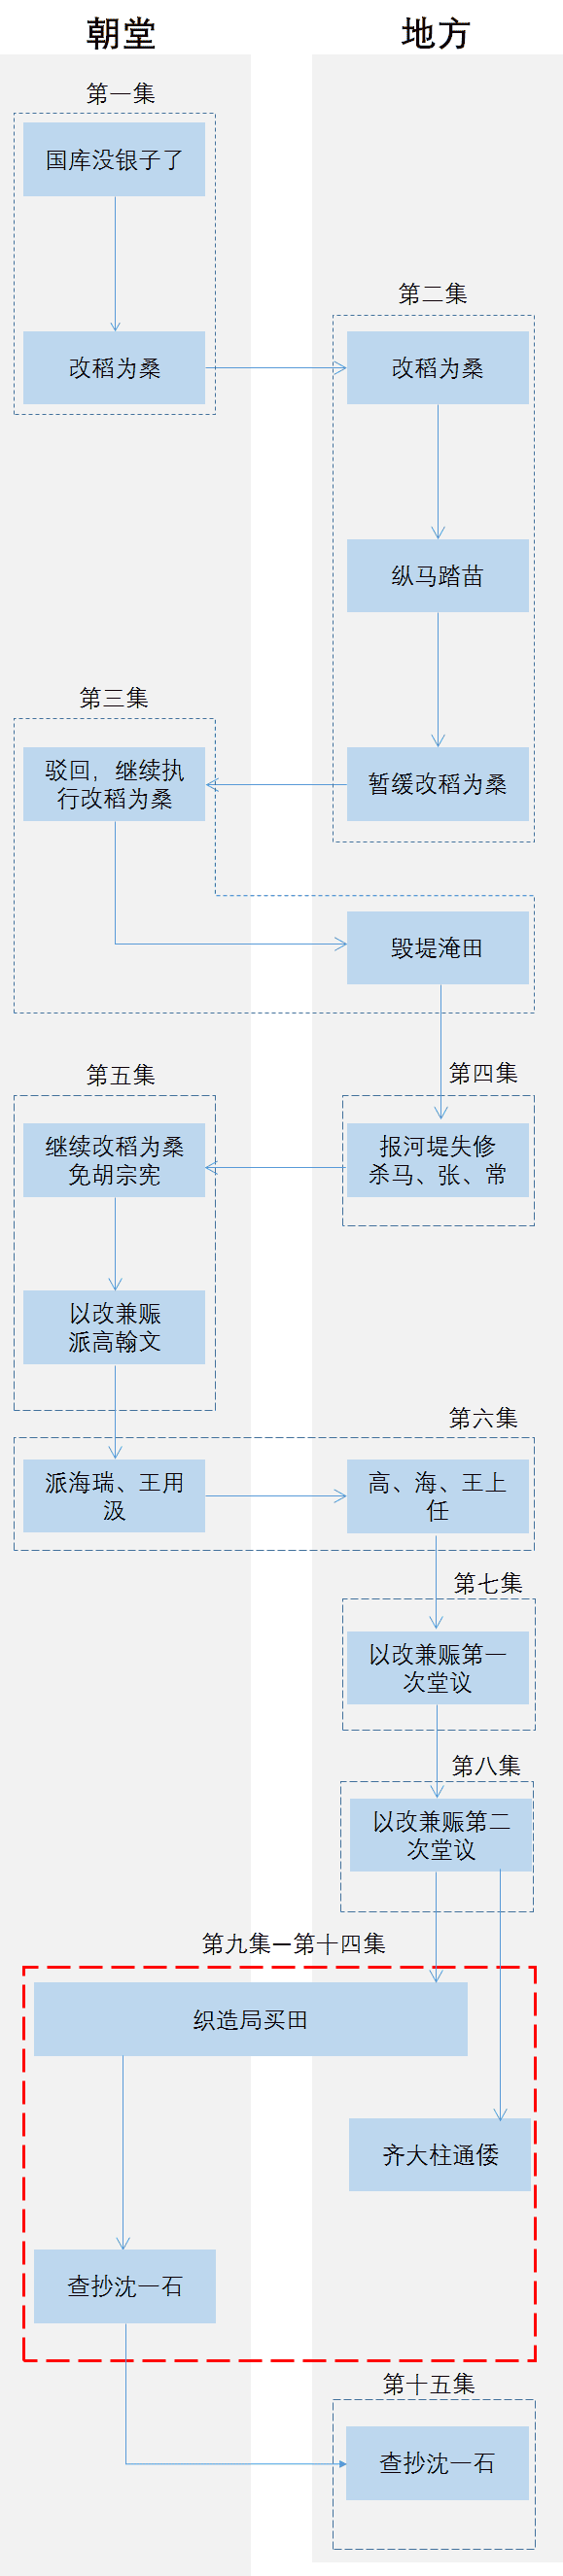 朝堂
地方
第一集
国库没银子了
第二集
改稻为桑
改稻为桑
纵马踏苗
第三集
驳回，继续执
行改稻为桑
暂缓改稻为桑
毁堤淹田
第四集
第五集
继续改稻为桑
免胡宗宪
报河堤失修
杀马、张、常
以改兼赈
派高翰文
第六集
派海瑞、王用
汲
高、海、王上
任
第七集
以改兼赈第一
次堂议
第八集
以改兼赈第二
次堂议
第九集—第十四集
织造局买田
齐大柱通倭
查抄沈一石
第十五集
查抄沈一石